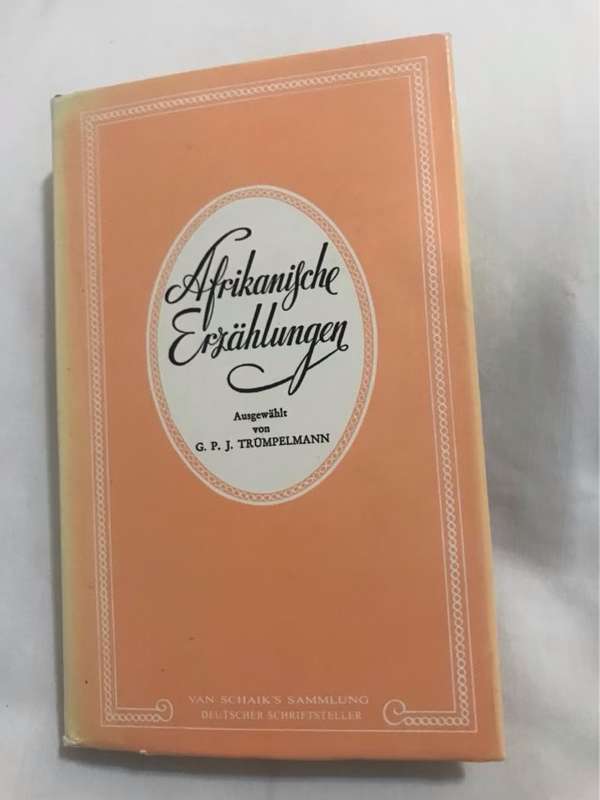 Afrikanische
Erzählungen
Ausgewählt
von
G. P. J. TRÜMPELMANN
VAN SCHAIK'S SAMMLUNG
DEUTSCHER SCHRIFTSTELLER